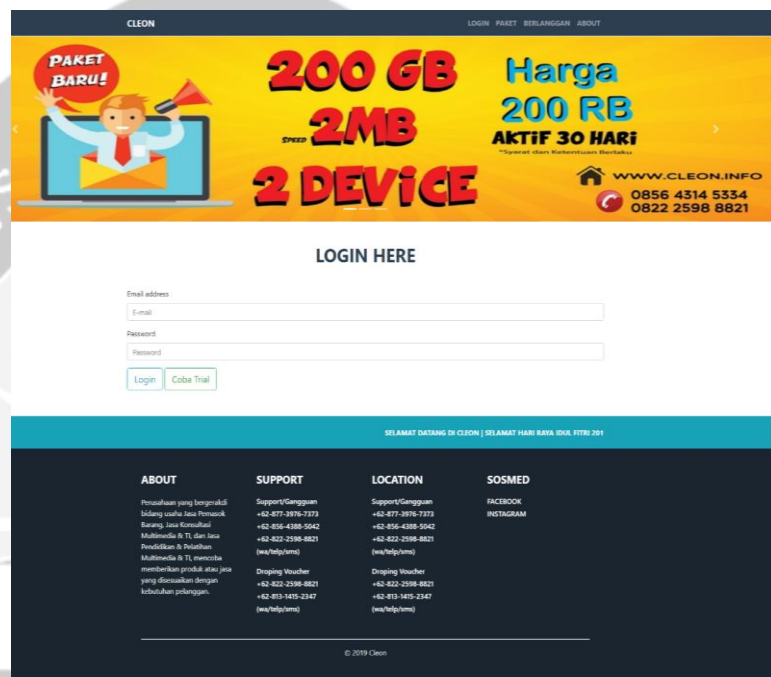 CLEON
LOGIN PAKET BERLANGGAN ABOUT
PAKET
BARU!
200 GB
SPEED 2MB
2 DEVICE
Harga
200 RB
AKTIF 30 HARI
*Syarat dan Ketentuan Berlaku
WWW.CLEON.INFO
0856 4314 5334
0822 2598 8821
LOGIN HERE
Email address
E-mail
Password
Password
Login
Coba Trial
SELAMAT DATANG DI CLEON | SELAMAT HARI RAYA IDUL FITRI 201
ABOUT
Perusahaan yang bergerakdi
bidang usaha Jasa Pemasok
Barang, Jasa Konsultasi
Multimedia & TI, dan Jasa
Pendidikan & Pelatihan
Multimedia & TI, mencoba
memberikan produk atau jasa
yang disesuaikan dengan
kebutuhan pelanggan.
SUPPORT
Support/Gangguan
+62-877-3976-7373
+62-856-4388-5042
+62-822-2598-8821
(wa/telp/sms)
Droping Voucher
+62-822-2598-8821
+62-813-1415-2347
(wa/telp/sms)
LOCATION
Support/Gangguan
+62-877-3976-7373
+62-856-4388-5042
+62-822-2598-8821
(wa/telp/sms)
Droping Voucher
+62-822-2598-8821
+62-813-1415-2347
(wa/telp/sms)
SOSMED
FACEBOOK
INSTAGRAM
© 2019 Cleon